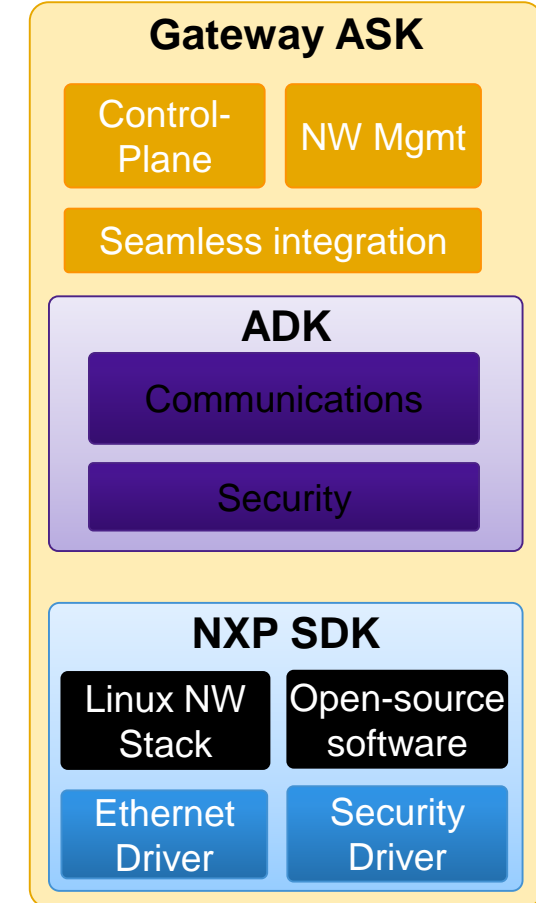 Gateway ASK
Control-
Plane
NW Mgmt
Seamless integration
ADK
Communications
Security
NXP SDK
Linux NW
Stack
Open-source
software
Ethernet
Driver
Security
Driver